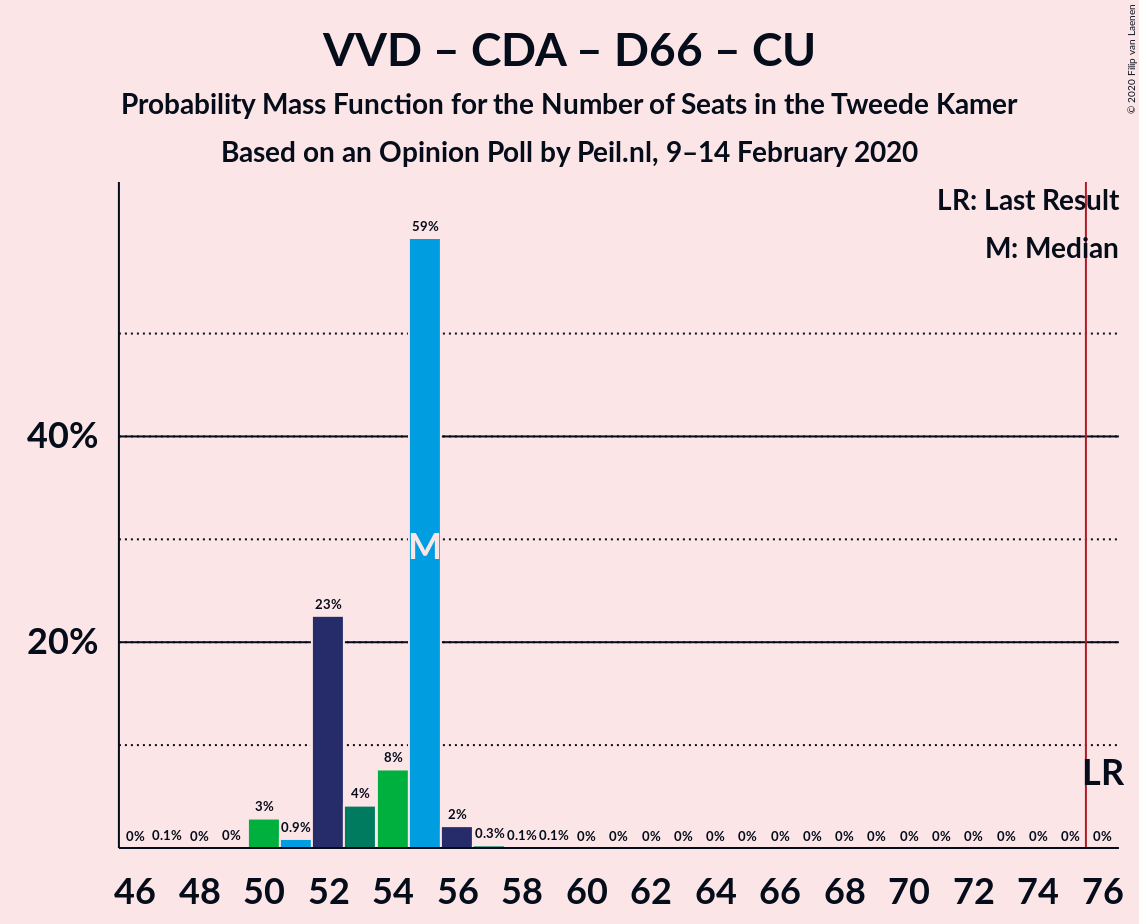 VVD – CDA – D66 – CU
Probability Mass Function for the Number of Seats in the Tweede Kamer
Based on an Opinion Poll by Peil.nl, 9–14 February 2020
© 2020 Filip van Laenen
LR: Last Result
M: Median
59%
40%
M
23%
20%
8%
LR
3%
4%
2%
0% 0.1% 0% 0% 0.9% 0.3% 0.1% 0.1% 0% 0% 0% 0% 0% 0% 0% 0% 0% 0% 0% 0% 0% 0% 0% 0% 0%
46 48 50 52 54 56 58 60 62 64 66 68 70 72 74 76